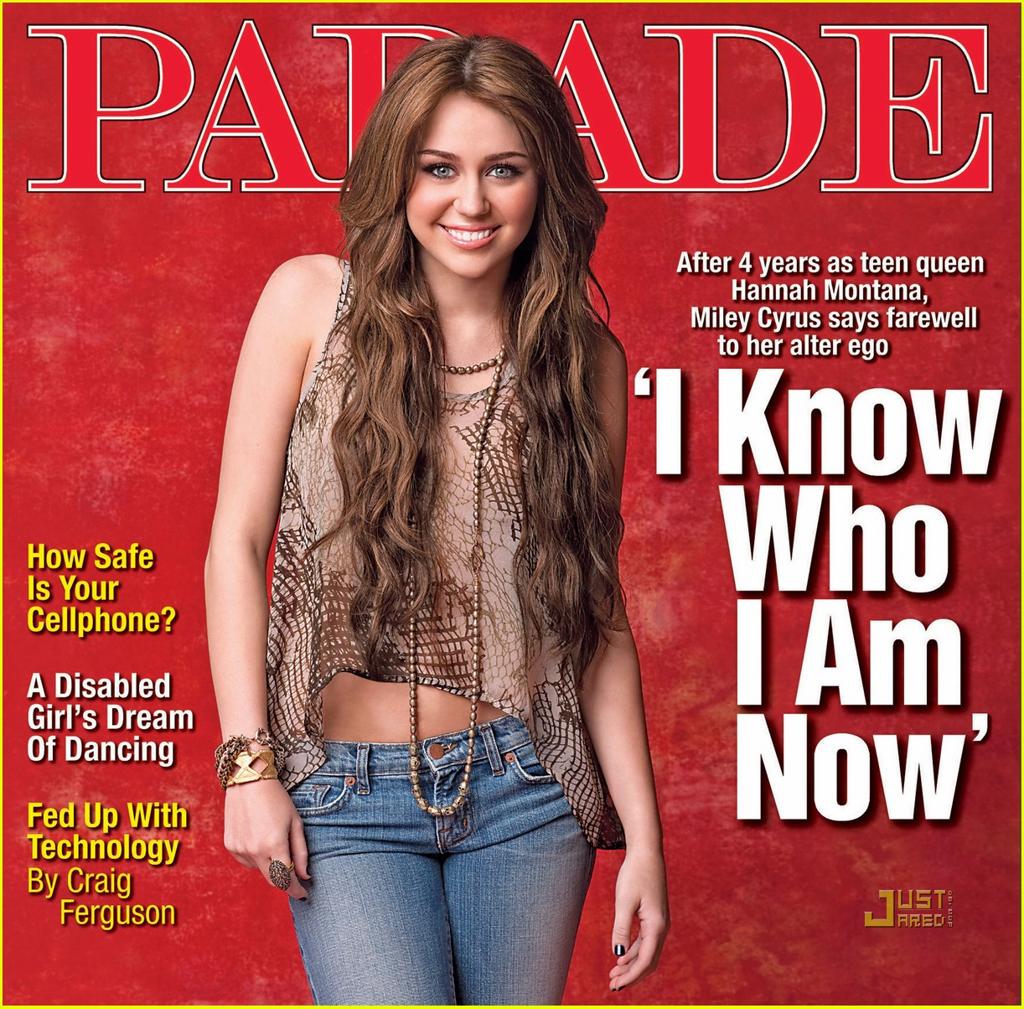 PARADE
After 4 years as teen queen
Hannah Montana,
Miley Cyrus says farewell
to her alter ego
‘I Know
Who
I Am
Now’
How Safe
Is Your
Cellphone?
A Disabled
Girl’s Dream
Of Dancing
Fed Up With
Technology
By Craig
Ferguson
JUST
JARED